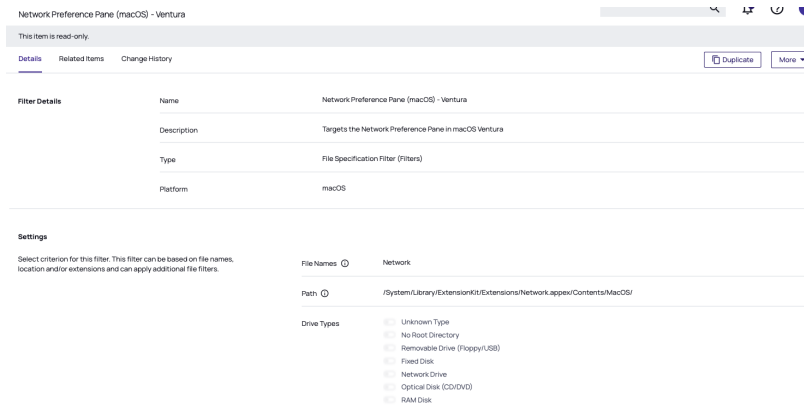 Network Preference Pane (macOS) - Ventura
This item is read-only.
Details Related Items Change History Duplicate More
Filter Details Name Network Preference Pane (macOS) - Ventura
Description Targets the Network Preference Pane in macOS Ventura
Type File Specification Filter (Filters)
Platform macOS
Settings
Select criterion for this filter. This filter can be based on file names,
location and/or extensions and can apply additional file filters.
File Names Network
Path /System/Library/ExtensionKit/Extensions/Network.appex/Contents/MacOS/
Drive Types Unknown Type
No Root Directory
Removable Drive (Floppy/USB)
Fixed Disk
Network Drive
Optical Disk (CD/DVD)
RAM Disk